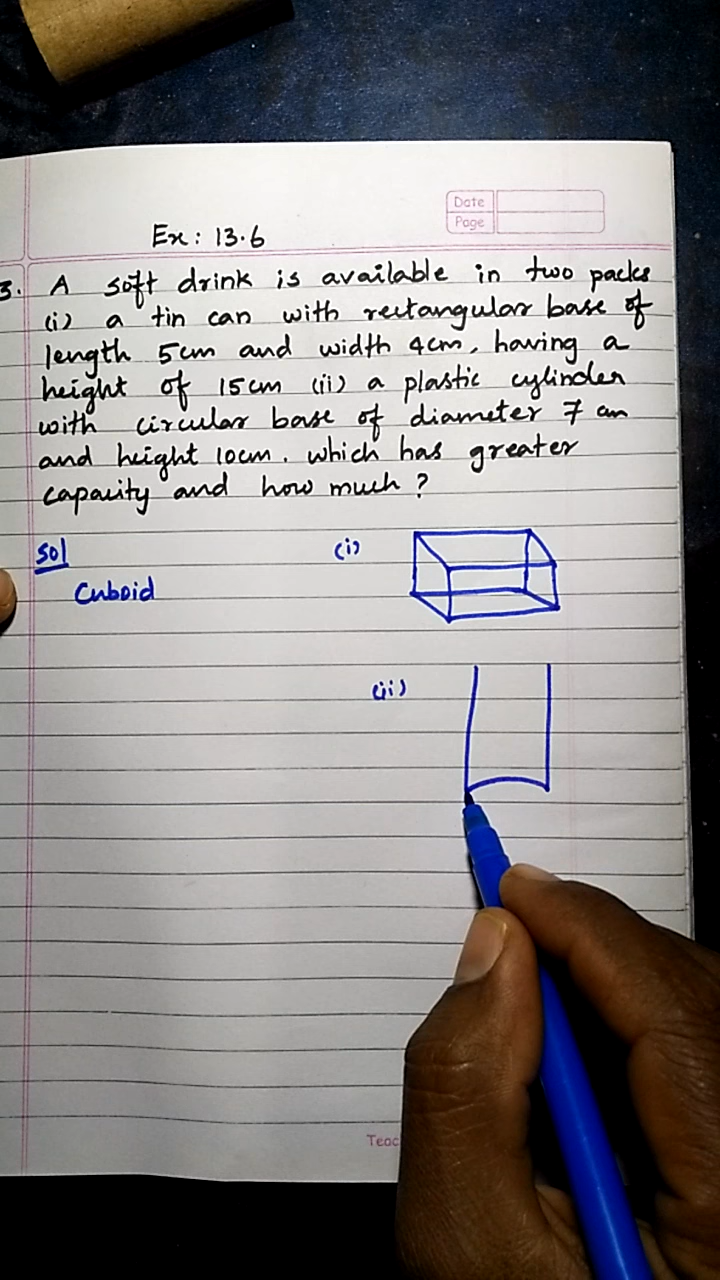 Date
Page
Ex: 13.6
3. A soft drink is available in two packs
(i) a tin can with rectangular base of
length 5cm and width 4cm, having a
height of 15cm (ii) a plastic cylinder
with circular base of diameter 7 cm
and height 10cm. which has greater
capacity and how much?
Sol
(i)
Cuboid
(ii)
Teac